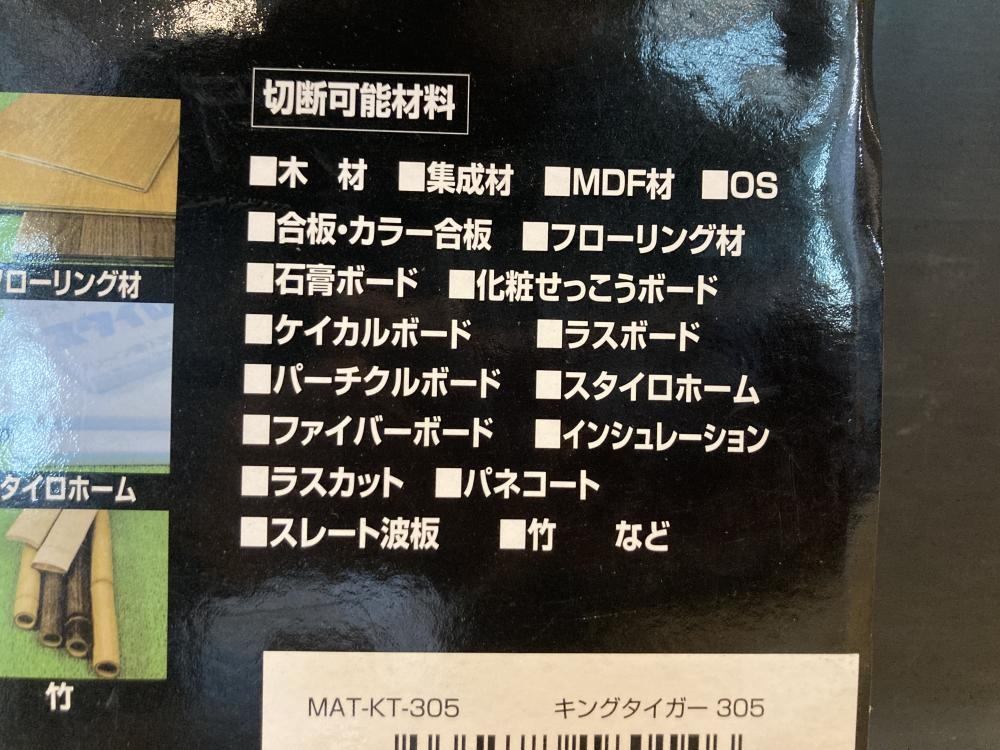 切断可能材料
■木 材 ■集成材 ■MDF材 ■OS
■合板・カラー合板 ■フローリング材
■石膏ボード ■化粧せっこうボード
■ケイカルボード ■ラスボード
■パーチクルボード ■スタイロホーム
■ファイバーボード ■インシュレーション
■ラスカット ■パネコート
■スレート波板 ■竹 など
ローリング材
タイロホーム
竹
MAT-KT-305 キングタイガー 305